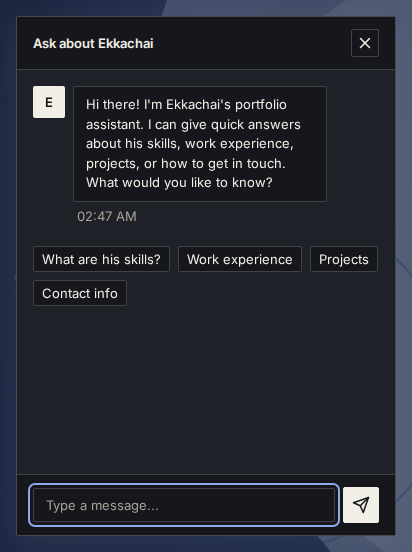 Ask about Ekkachai
E
Hi there! I'm Ekkachai's portfolio
assistant. I can give quick answers
about his skills, work experience,
projects, or how to get in touch.
What would you like to know?
02:47 AM
What are his skills?
Work experience
Projects
Contact info
Type a message...